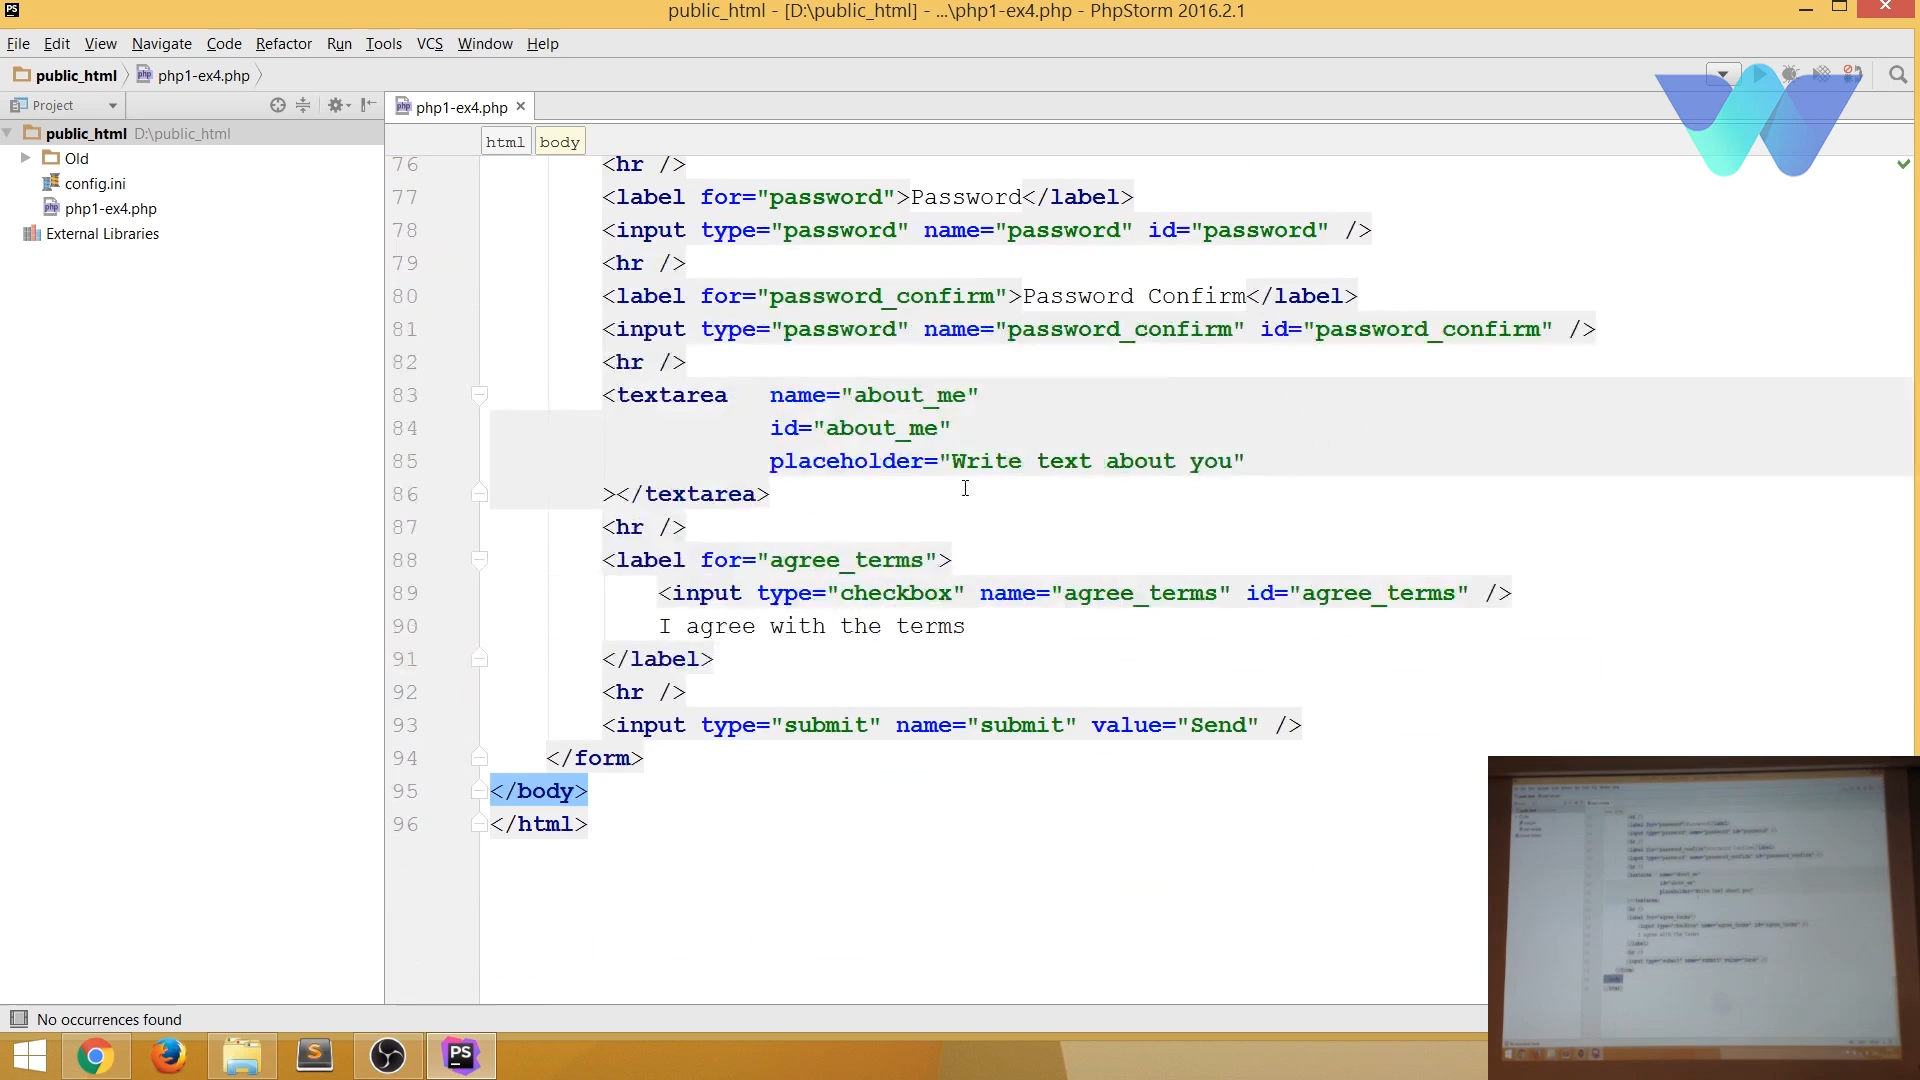 public_html - [D:\public_html] - ...\php1-ex4.php - PhpStorm 2016.2.1
File Edit View Navigate Code Refactor Run Tools VCS Window Help
public_html php1-ex4.php
Project
php1-ex4.php
public_html D:\public_html
html body
Old
config.ini
php1-ex4.php
External Libraries
76 <hr />
77 <label for="password">Password</label>
78 <input type="password" name="password" id="password" />
79 <hr />
80 <label for="password_confirm">Password Confirm</label>
81 <input type="password" name="password_confirm" id="password_confirm" />
82 <hr />
83 <textarea name="about_me"
84 id="about_me"
85 placeholder="Write text about you"
86 ></textarea>
87 <hr />
88 <label for="agree_terms">
89 <input type="checkbox" name="agree_terms" id="agree_terms" />
90 I agree with the terms
91 </label>
92 <hr />
93 <input type="submit" name="submit" value="Send" />
94 </form>
95 </body>
96 </html>
No occurrences found